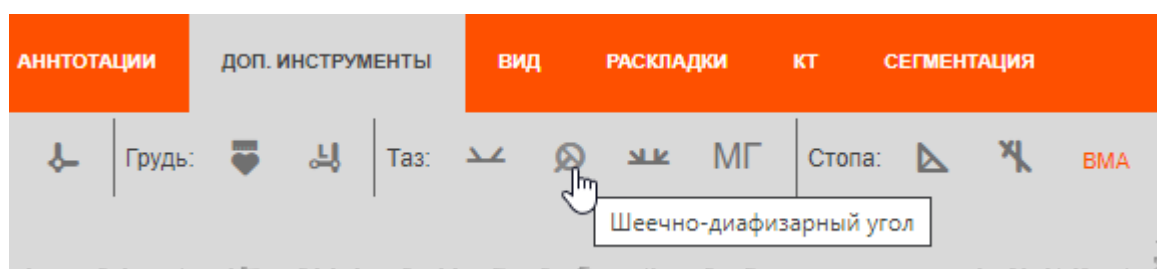 АННТОТАЦИИ ДОП. ИНСТРУМЕНТЫ ВИД РАСКЛАДКИ КТ СЕГМЕНТАЦИЯ
Грудь: Таз: МГ Стопа: ВМА
Шеечно-диафизарный угол